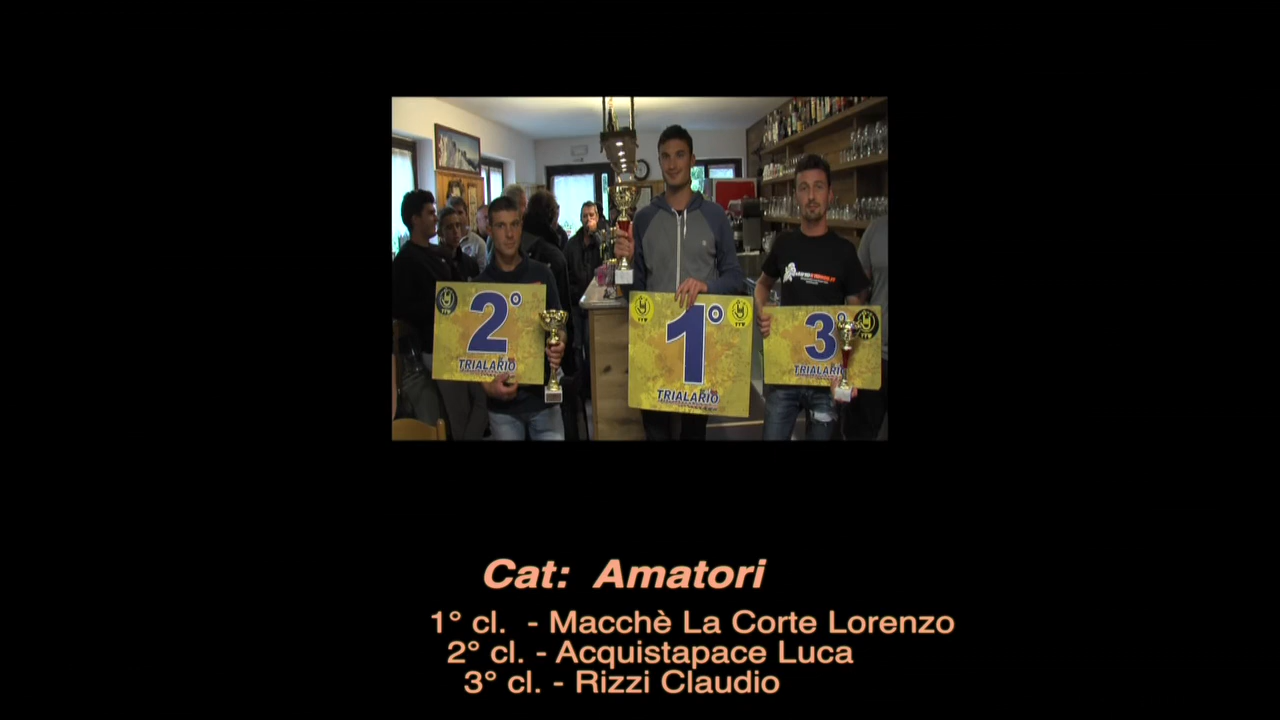 2°
TRIALARIO
1°
TRIALARIO
3°
TRIALARIO
Cat: Amatori
1° cl. - Macchè La Corte Lorenzo
2° cl. - Acquistapace Luca
3° cl. - Rizzi Claudio